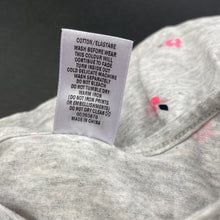 COTTON/ELASTANE
WASH BEFORE WEAR
THIS COLOUR WILL
CONTINUE TO FADE
TURN INSIDE OUT
COLD DELICATE MACHINE
WASH SEPARATELY
DO NOT BLEACH
DO NOT TUMBLE DRY
WARM IRON
(DO NOT IRON PRINTS
OR EMBELLISHMENTS)
DO NOT DRY CLEAN
MADE IN CHINA